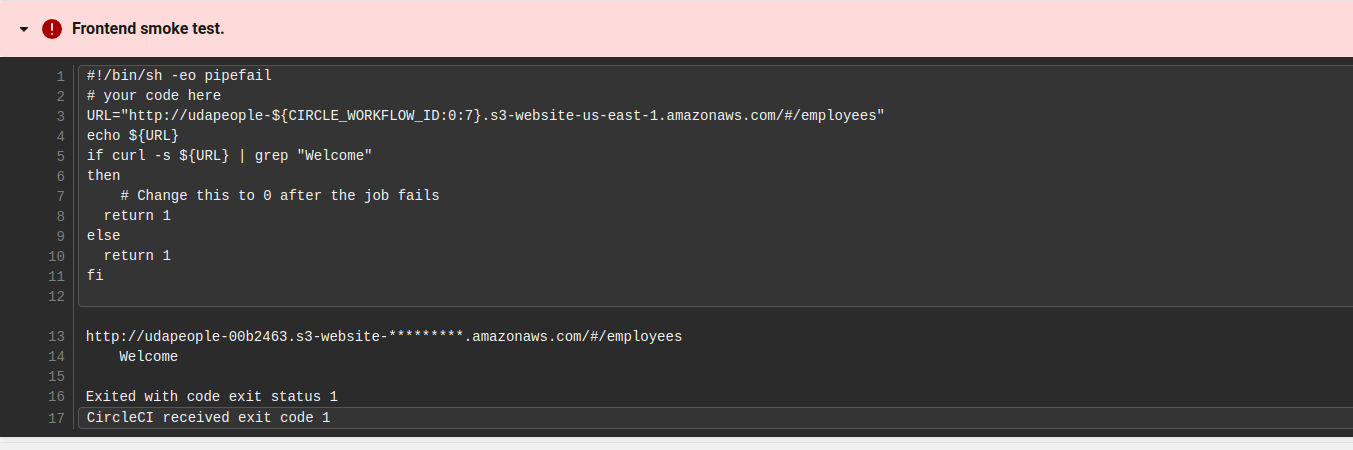 Frontend smoke test.
1 #!/bin/sh -eo pipefail
2 # your code here
3 URL="http://udapeople-${CIRCLE_WORKFLOW_ID:0:7}.s3-website-us-east-1.amazonaws.com/#/employees"
4 echo ${URL}
5 if curl -s ${URL} | grep "Welcome"
6 then
7     # Change this to 0 after the job fails
8   return 1
9 else
10   return 1
11 fi
12
13 http://udapeople-00b2463.s3-website-*********.amazonaws.com/#/employees
14     Welcome
15
16 Exited with code exit status 1
17 CircleCI received exit code 1